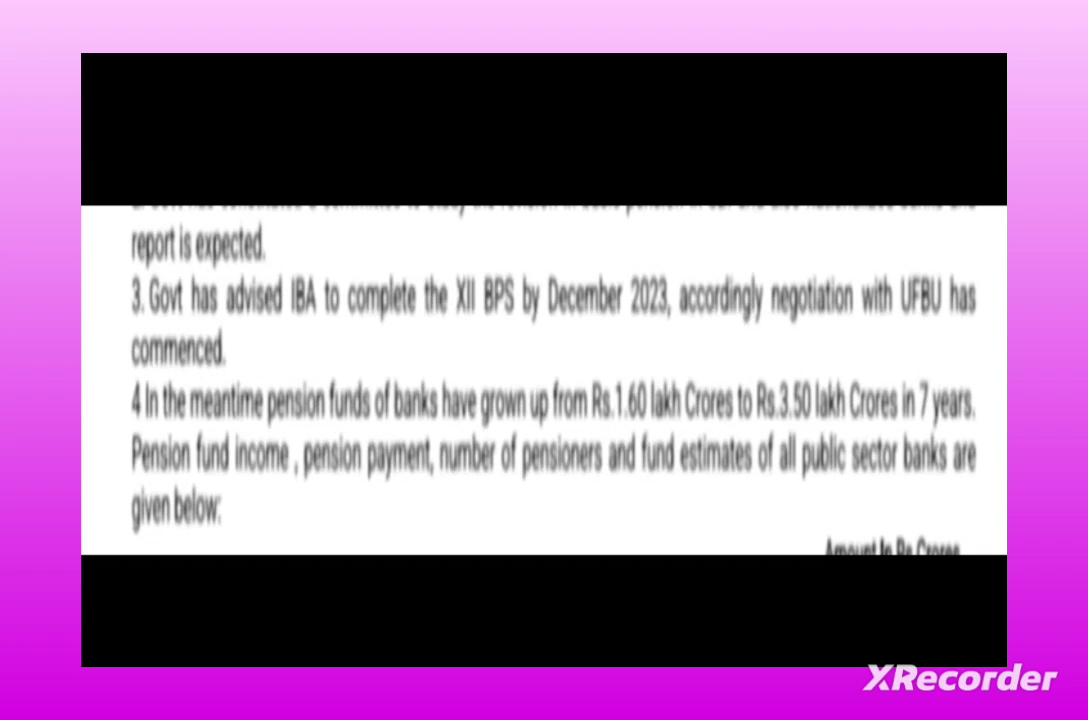 report is expected.
3. Govt has advised IBA to complete the XII BPS by December 2023, accordingly negotiation with UFBU has
commenced.
4 In the meantime pension funds of banks have grown up from Rs.1.60 lakh Crores to Rs.3.50 lakh Crores in 7 years.
Pension fund income , pension payment, number of pensioners and fund estimates of all public sector banks are
given below:
Amount In Rs Crores
XRecorder